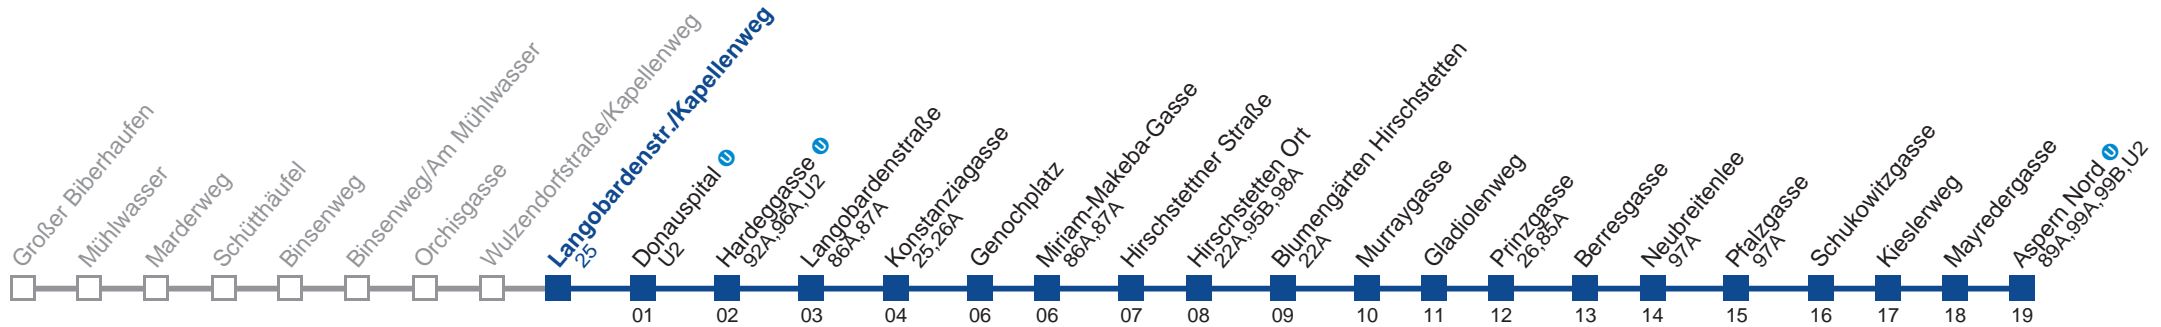 Großer Biberhaufen
Mühlwasser
Marderweg
Schütthäufel
Binsenweg
Binsenweg/Am Mühlwasser
Orchisgasse
Wulzendorfstraße/Kapellenweg
Langobardenstr./Kapellenweg
25
Donauspital U
U2
Hardeggasse U
92A,96A,U2
Langobardenstraße
86A,87A
Konstanziagasse
25,26A
Genochplatz
Miriam-Makeba-Gasse
86A,87A
Hirschstettner Straße
Hirschstetten Ort
22A,95B,98A
Blumengärten Hirschstetten
22A
Murraygasse
Gladiolenweg
Prinzgasse
26,85A
Berresgasse
Neubreitenlee
97A
Pfalzgasse
97A
Schukowitzgasse
Kieslerweg
Mayredergasse
Aspern Nord U
89A,99A,99B,U2
01 02 03 04 06 06 07 08 09 10 11 12 13 14 15 16 17 18 19